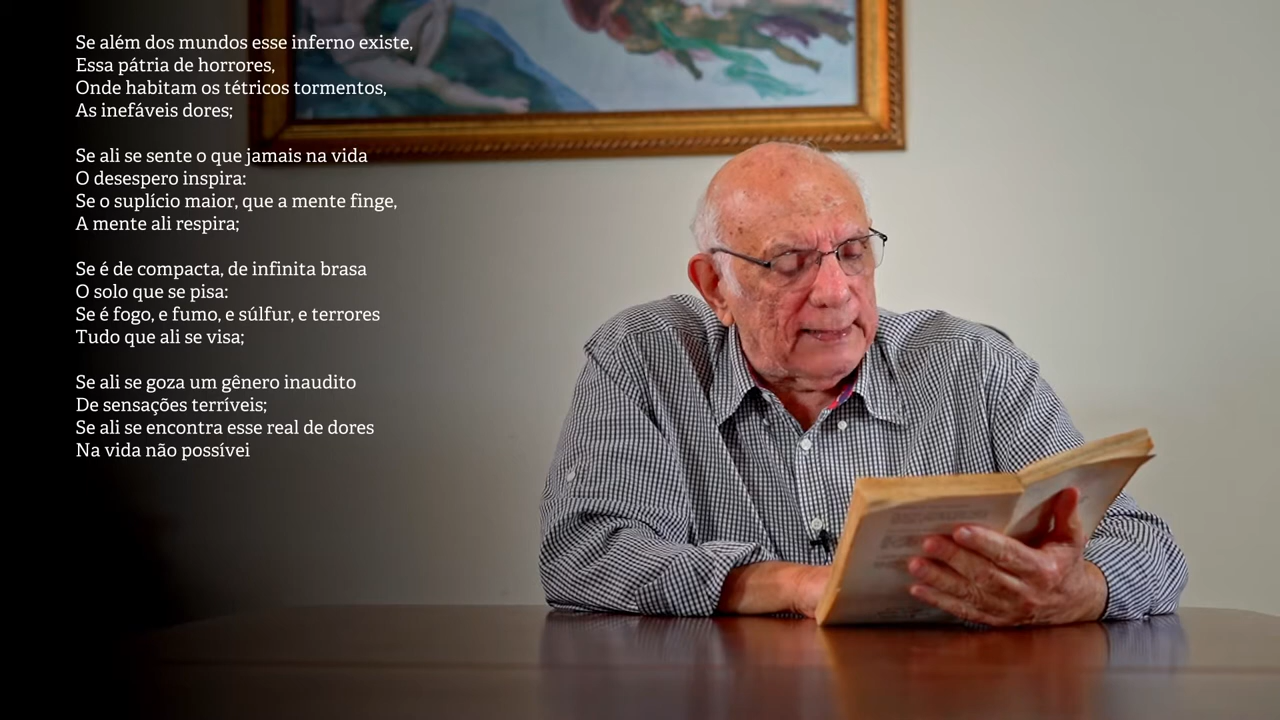 Se além dos mundos esse inferno existe,
Essa pátria de horrores,
Onde habitam os tétricos tormentos,
As inefáveis dores;
Se ali se sente o que jamais na vida
O desespero inspira:
Se o suplício maior, que a mente finge,
A mente ali respira;
Se é de compacta, de infinita brasa
O solo que se pisa:
Se é fogo, e fumo, e súlfur, e terrores
Tudo que ali se visa;
Se ali se goza um gênero inaudito
De sensações terríveis;
Se ali se encontra esse real de dores
Na vida não possívei